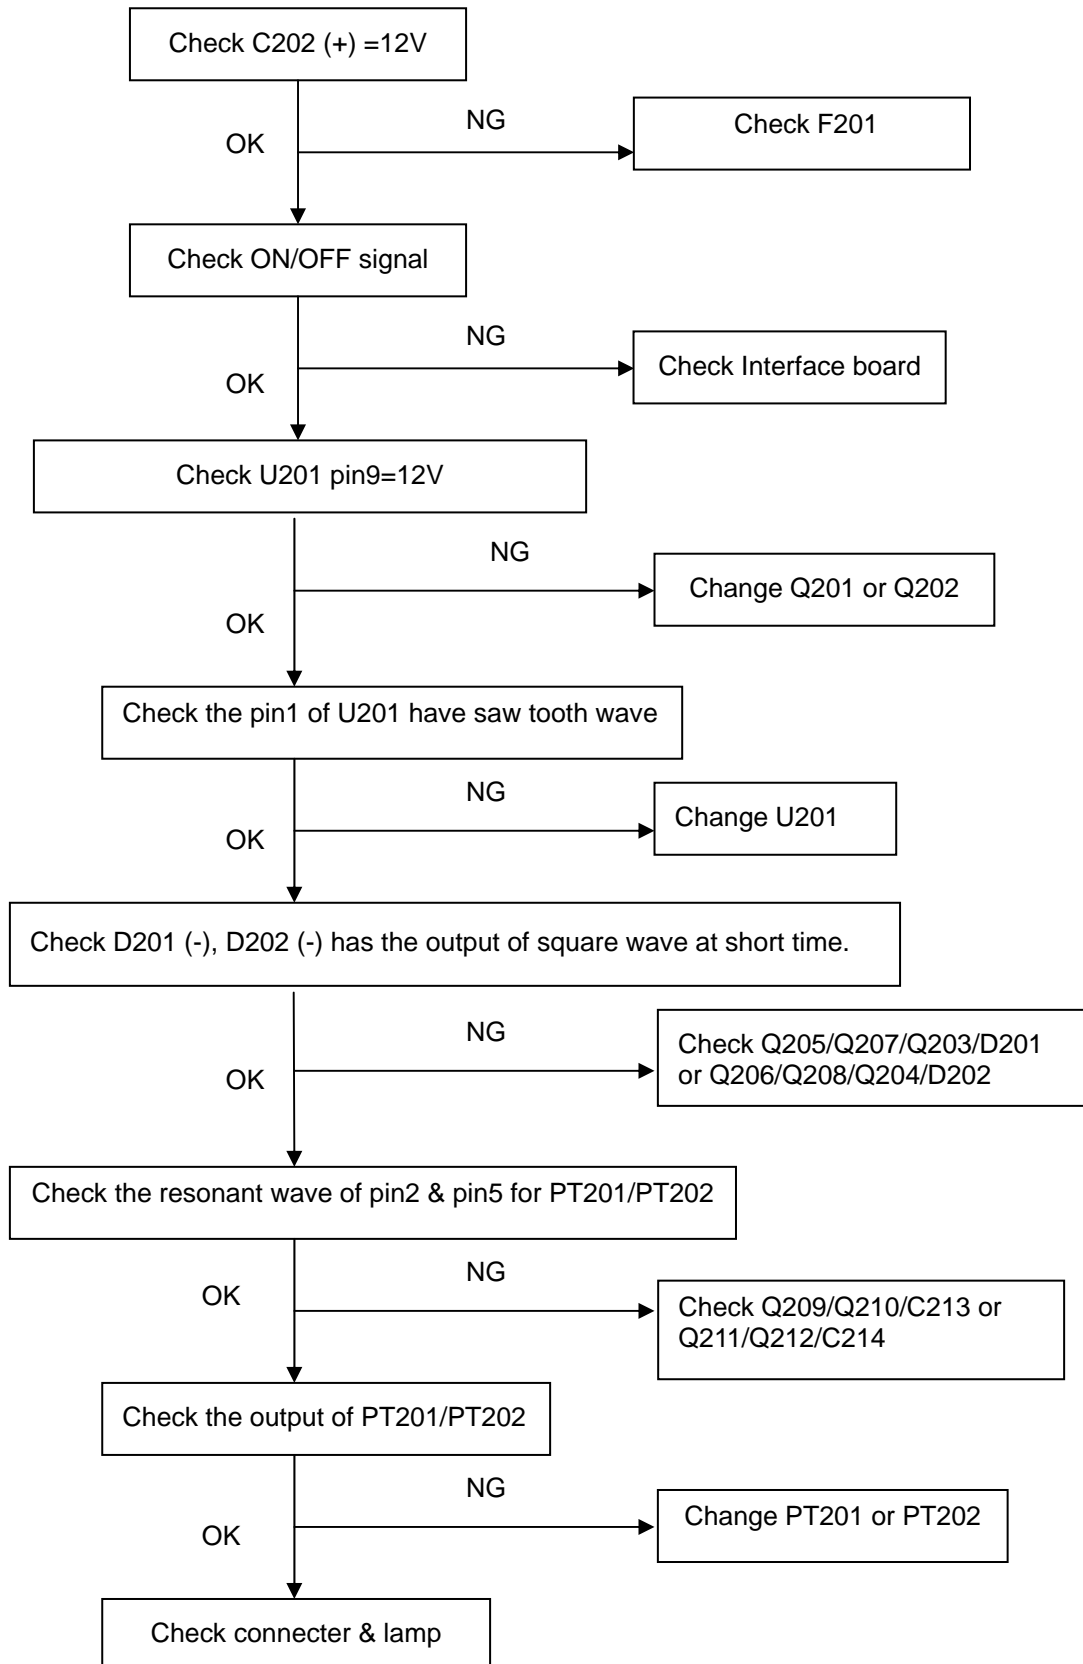 Check C202 (+) =12V
NG
OK
Check F201
Check ON/OFF signal
NG
OK
Check Interface board
Check U201 pin9=12V
NG
OK
Change Q201 or Q202
Check the pin1 of U201 have saw tooth wave
NG
OK
Change U201
Check D201 (-), D202 (-) has the output of square wave at short time.
NG
OK
Check Q205/Q207/Q203/D201
or Q206/Q208/Q204/D202
Check the resonant wave of pin2 & pin5 for PT201/PT202
NG
OK
Check Q209/Q210/C213 or
Q211/Q212/C214
Check the output of PT201/PT202
NG
OK
Change PT201 or PT202
Check connecter & lamp